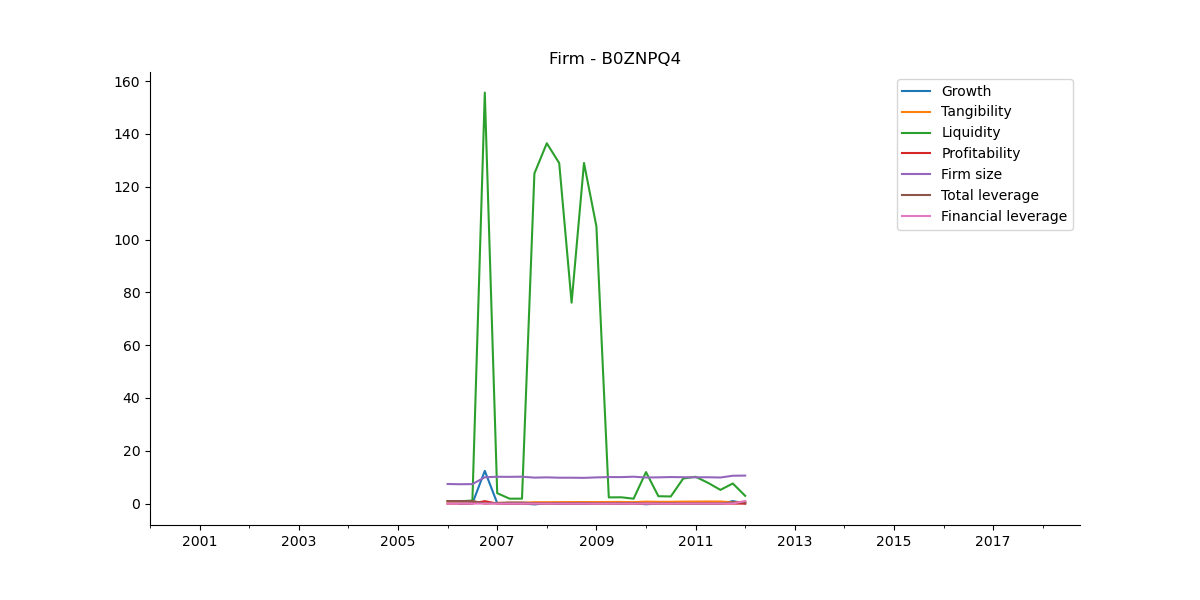 Firm - B0ZNPQ4
160
140
120
100
80
60
40
20
0
2001 2003 2005 2007 2009 2011 2013 2015 2017
Growth
Tangibility
Liquidity
Profitability
Firm size
Total leverage
Financial leverage